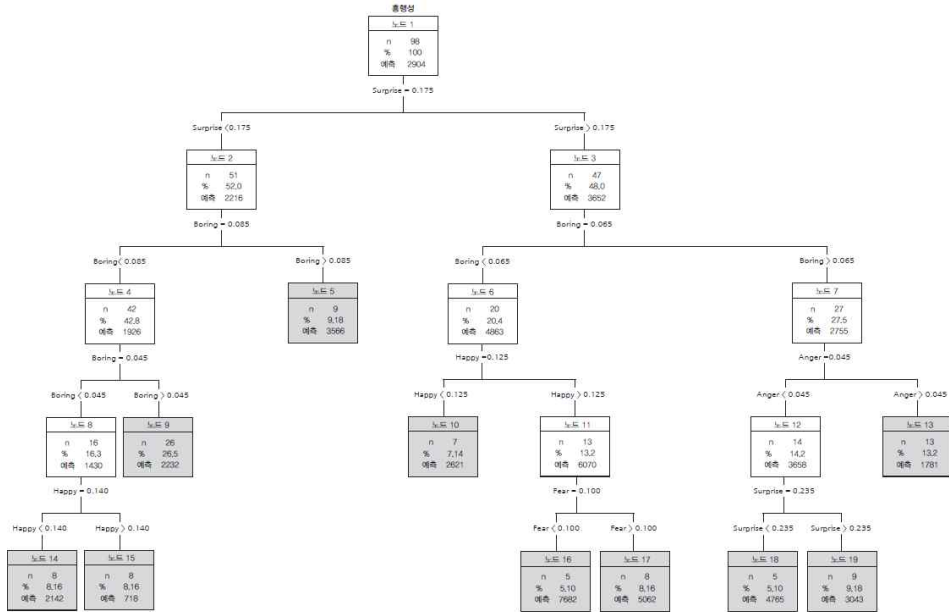 흥행성
노드 1
n 98
% 100
예측 2904
Surprise = 0.175
Surprise〈0.175
Surprise〉0.175
노드 2
n 51
% 52.0
예측 2216
노드 3
n 47
% 48.0
예측 3652
Boring = 0.085
Boring = 0.065
Boring〈 0.085
Boring〉0.085
Boring〈 0.065
Boring〉0.065
노드 4
n 42
% 42.8
예측 1926
노드 5
n 9
% 9.18
예측 3566
노드 6
n 20
% 20.4
예측 4863
노드 7
n 27
% 27.5
예측 2755
Boring = 0.045
Happy =0.125
Anger =0.045
Boring〈 0.045
Boring〉0.045
Happy〈 0.125
Happy〉0.125
Anger〈 0.045
Anger〉0.045
노드 8
n 16
% 16.3
예측 1430
노드 9
n 26
% 26.5
예측 2232
노드 10
n 7
% 7.14
예측 2621
노드 11
n 13
% 13.2
예측 6070
노드 12
n 14
% 14.2
예측 3658
노드 13
n 13
% 13.2
예측 1781
Happy = 0.140
Fear = 0.100
Surprise = 0.235
Happy〈 0.140
Happy〉0.140
Fear〈 0.100
Fear〉0.100
Surprise〈 0.235
Surprise〉0.235
노드 14
n 8
% 8.16
예측 2142
노드 15
n 8
% 8.16
예측 718
노드 16
n 5
% 5.10
예측 7682
노드 17
n 8
% 8.16
예측 5062
노드 18
n 5
% 5.10
예측 4765
노드 19
n 9
% 9.18
예측 3043